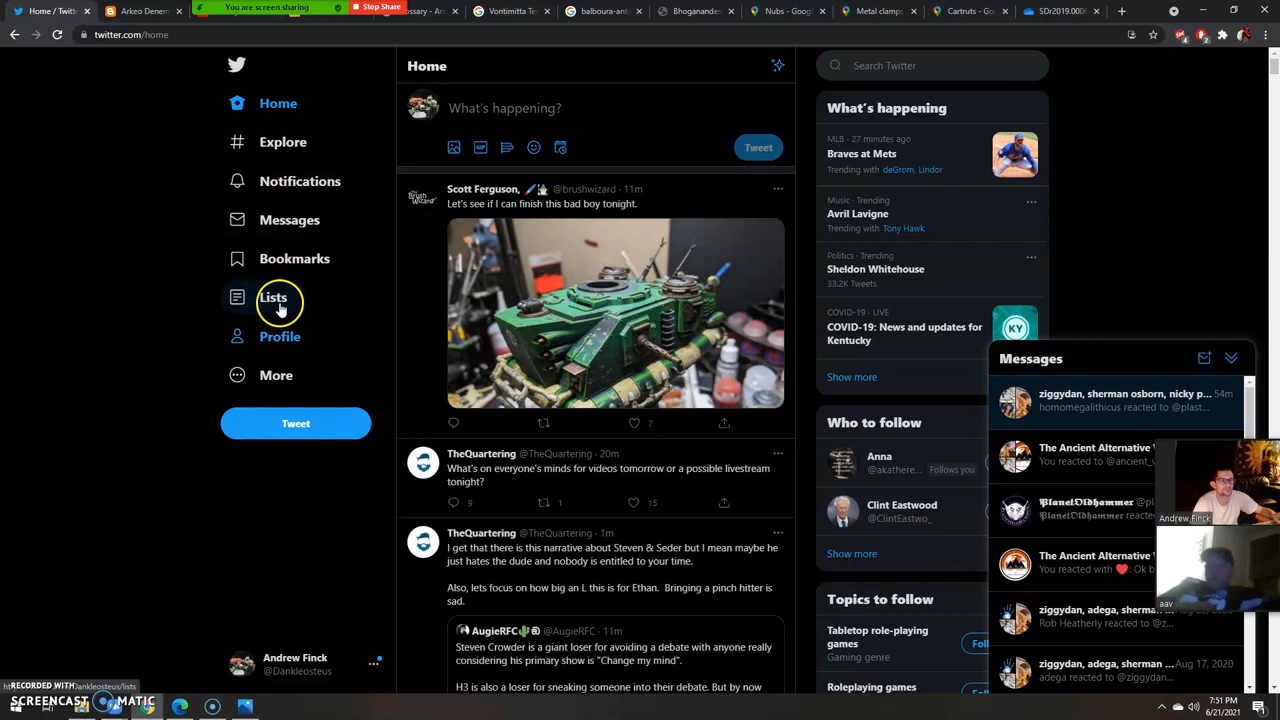 You are screen sharing
Stop Share
Home / Twitter
Arkeo Denem
ossary - An
Vontimitta Te
balboura-ant
Bhoganandes
Nubs - Googl
Metal clamp
Cartruts - Go
SDr2019.000
twitter.com/home
Home
Explore
Notifications
Messages
Bookmarks
Lists
Profile
More
Tweet
Andrew Finck
@Dankleosteus
Home
What's happening?
Tweet
Scott Ferguson, @brushwizard · 11m
Let's see if I can finish this bad boy tonight.
7
TheQuartering @TheQuartering · 20m
What's on everyone's minds for videos tomorrow or a possible livestream
tonight?
9 1 15
TheQuartering @TheQuartering · 1m
I get that there is this narrative about Steven & Seder but I mean maybe he
just hates the dude and nobody is entitled to your time.
Also, lets focus on how big an L this is for Ethan. Bringing a pinch hitter is
sad.
AugieRFC @AugieRFC · 11m
Steven Crowder is a giant loser for avoiding a debate with anyone really
considering his primary show is "Change my mind".
H3 is also a loser for sneaking someone into their debate. But by now
Search Twitter
What's happening
MLB · 27 minutes ago
Braves at Mets
Trending with deGrom, Lindor
Music · Trending
Avril Lavigne
Trending with Tony Hawk
Politics · Trending
Sheldon Whitehouse
33.2K Tweets
COVID-19 · LIVE
COVID-19: News and updates for
Kentucky
KY
Show more
Who to follow
Anna
@akathere
Follows you
Clint Eastwood
@ClintEastwo_
Show more
Topics to follow
Tabletop role-playing
games
Gaming genre
Fol
Roleplaying games
Messages
ziggydan, sherman osborn, nicky p... 54m
homomegalithicus reacted to @plast...
The Ancient Alternative V
You reacted to @ancient_v
PlanetOldhammer @pl
PlanetOldhammer reacte
The Ancient Alternative V
You reacted with ❤️: Ok b
ziggydan, adega, sherman
Rob Heatherly reacted to @z...
ziggydan, adega, sherma... Aug 17, 2020
adega reacted to @ziggydan...
Andrew Finck
aav
Dankleosteus/lists
RECORDED WITH
SCREENCAST MATIC
7:51 PM
6/21/2021